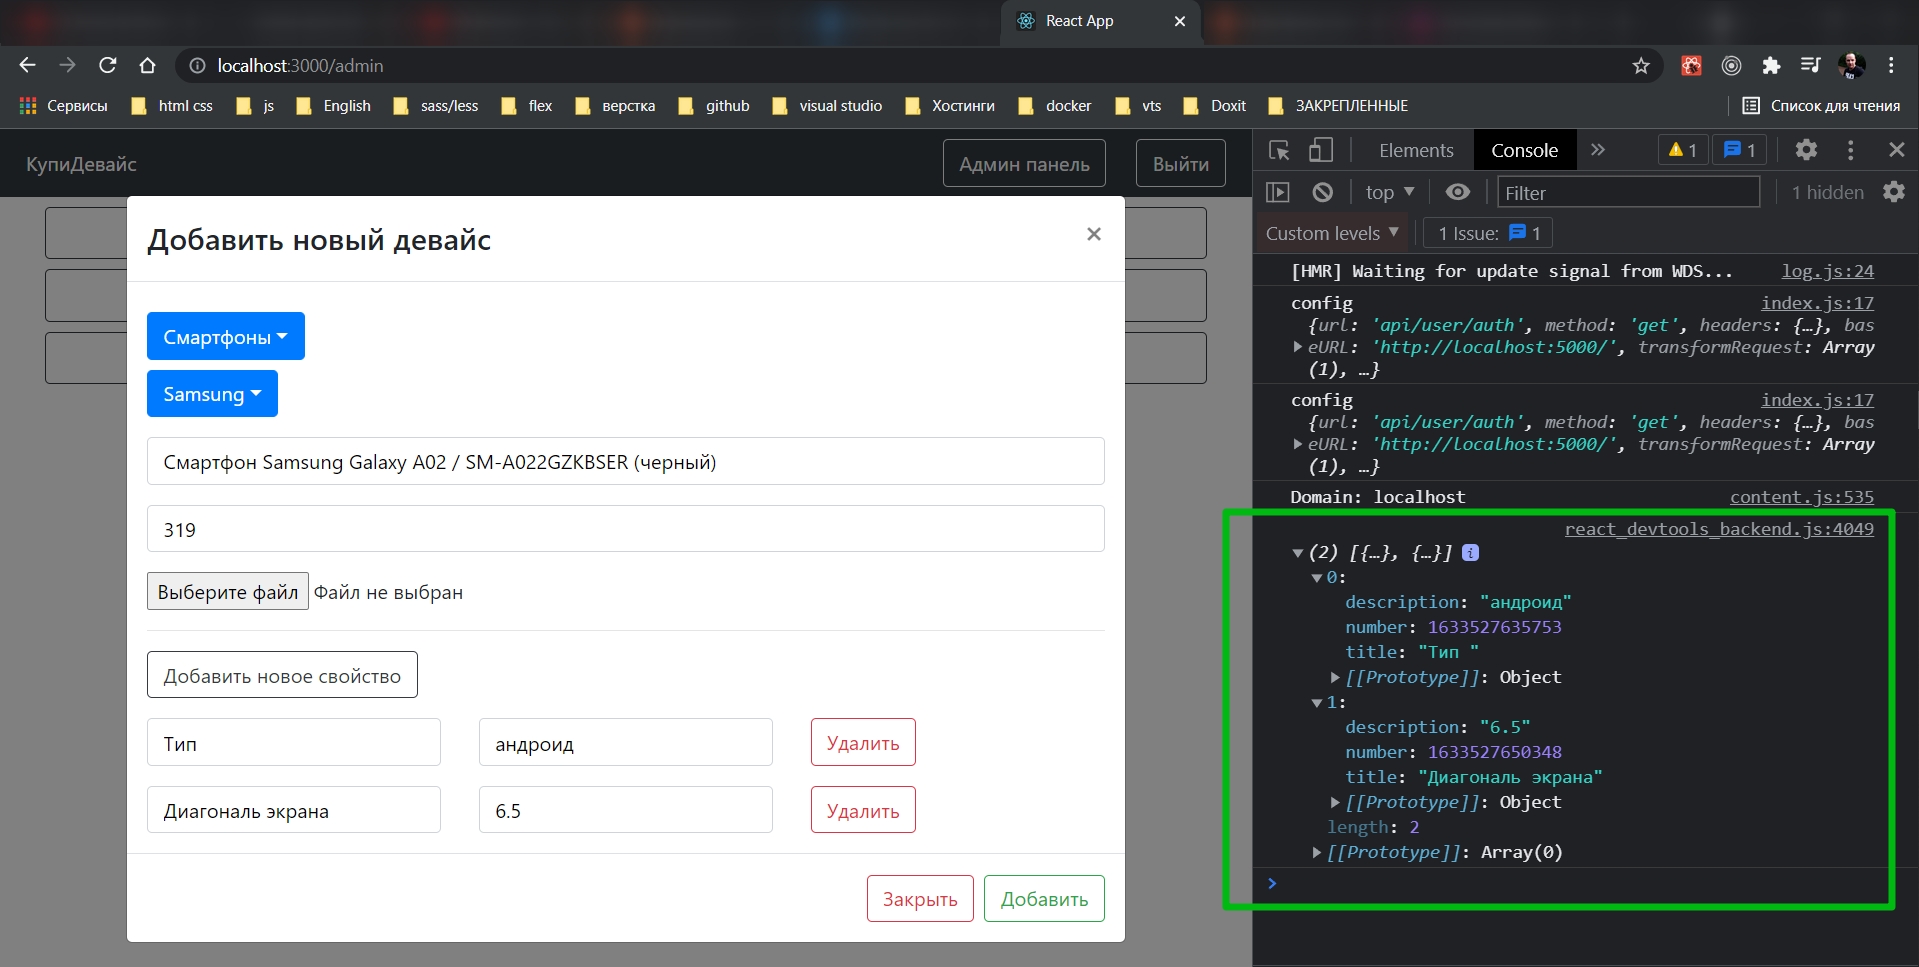 React App
localhost:3000/admin
Сервисы html css js English sass/less flex верстка github visual studio Хостинги docker vts Doxit ЗАКРЕПЛЕННЫЕ Список для чтения
КупиДевайс Админ панель Выйти
Добавить новый девайс
Смартфоны
Samsung
Смартфон Samsung Galaxy A02 / SM-A022GZKBSER (черный)
319
Выберите файл Файл не выбран
Добавить новое свойство
Тип андроид Удалить
Диагональ экрана 6.5 Удалить
Закрыть Добавить
Elements Console 1 1
top Filter 1 hidden
Custom levels 1 Issue: 1
[HMR] Waiting for update signal from WDS... log.js:24
config index.js:17
{url: 'api/user/auth', method: 'get', headers: {…}, bas
eURL: 'http://localhost:5000/', transformRequest: Array
(1), …}
config index.js:17
{url: 'api/user/auth', method: 'get', headers: {…}, bas
eURL: 'http://localhost:5000/', transformRequest: Array
(1), …}
Domain: localhost content.js:535
react_devtools_backend.js:4049
(2) [{…}, {…}] i
0:
description: "андроид"
number: 1633527635753
title: "Тип "
[[Prototype]]: Object
1:
description: "6.5"
number: 1633527650348
title: "Диагональ экрана"
[[Prototype]]: Object
length: 2
[[Prototype]]: Array(0)